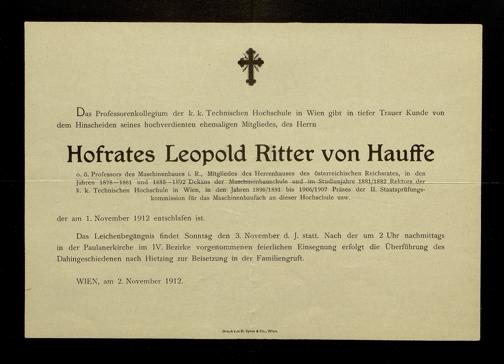 Das Professorenkollegium der k. k. Technischen Hochschule in Wien gibt in tiefer Trauer Kunde von
dem Hinscheiden seines hochverdienten ehemaligen Mitgliedes, des Herrn
Hofrates Leopold Ritter von Hauffe
o. ö. Professors des Maschinenbaues i. R., Mitgliedes des Herrenhauses des österreichischen Reichsrates, in den
Jahren 1878—1881 und 1885—1892 Dekans der Maschinenbauschule und im Studienjahre 1881/1882 Rektors der
k. k. Technischen Hochschule in Wien, in den Jahren 1890/1891 bis 1906/1907 Präses der II. Staatsprüfungs-
kommission für das Maschinenbaufach an dieser Hochschule usw.
der am 1. November 1912 entschlafen ist.
Das Leichenbegängnis findet Sonntag den 3. November d. J. statt. Nach der um 2 Uhr nachmittags
in der Paulanerkirche im IV. Bezirke vorgenommenen feierlichen Einsegnung erfolgt die Überführung des
Dahingeschiedenen nach Hietzing zur Beisetzung in der Familiengruft.
WIEN, am 2. November 1912.
Druck von R. Spies & Co., Wien.